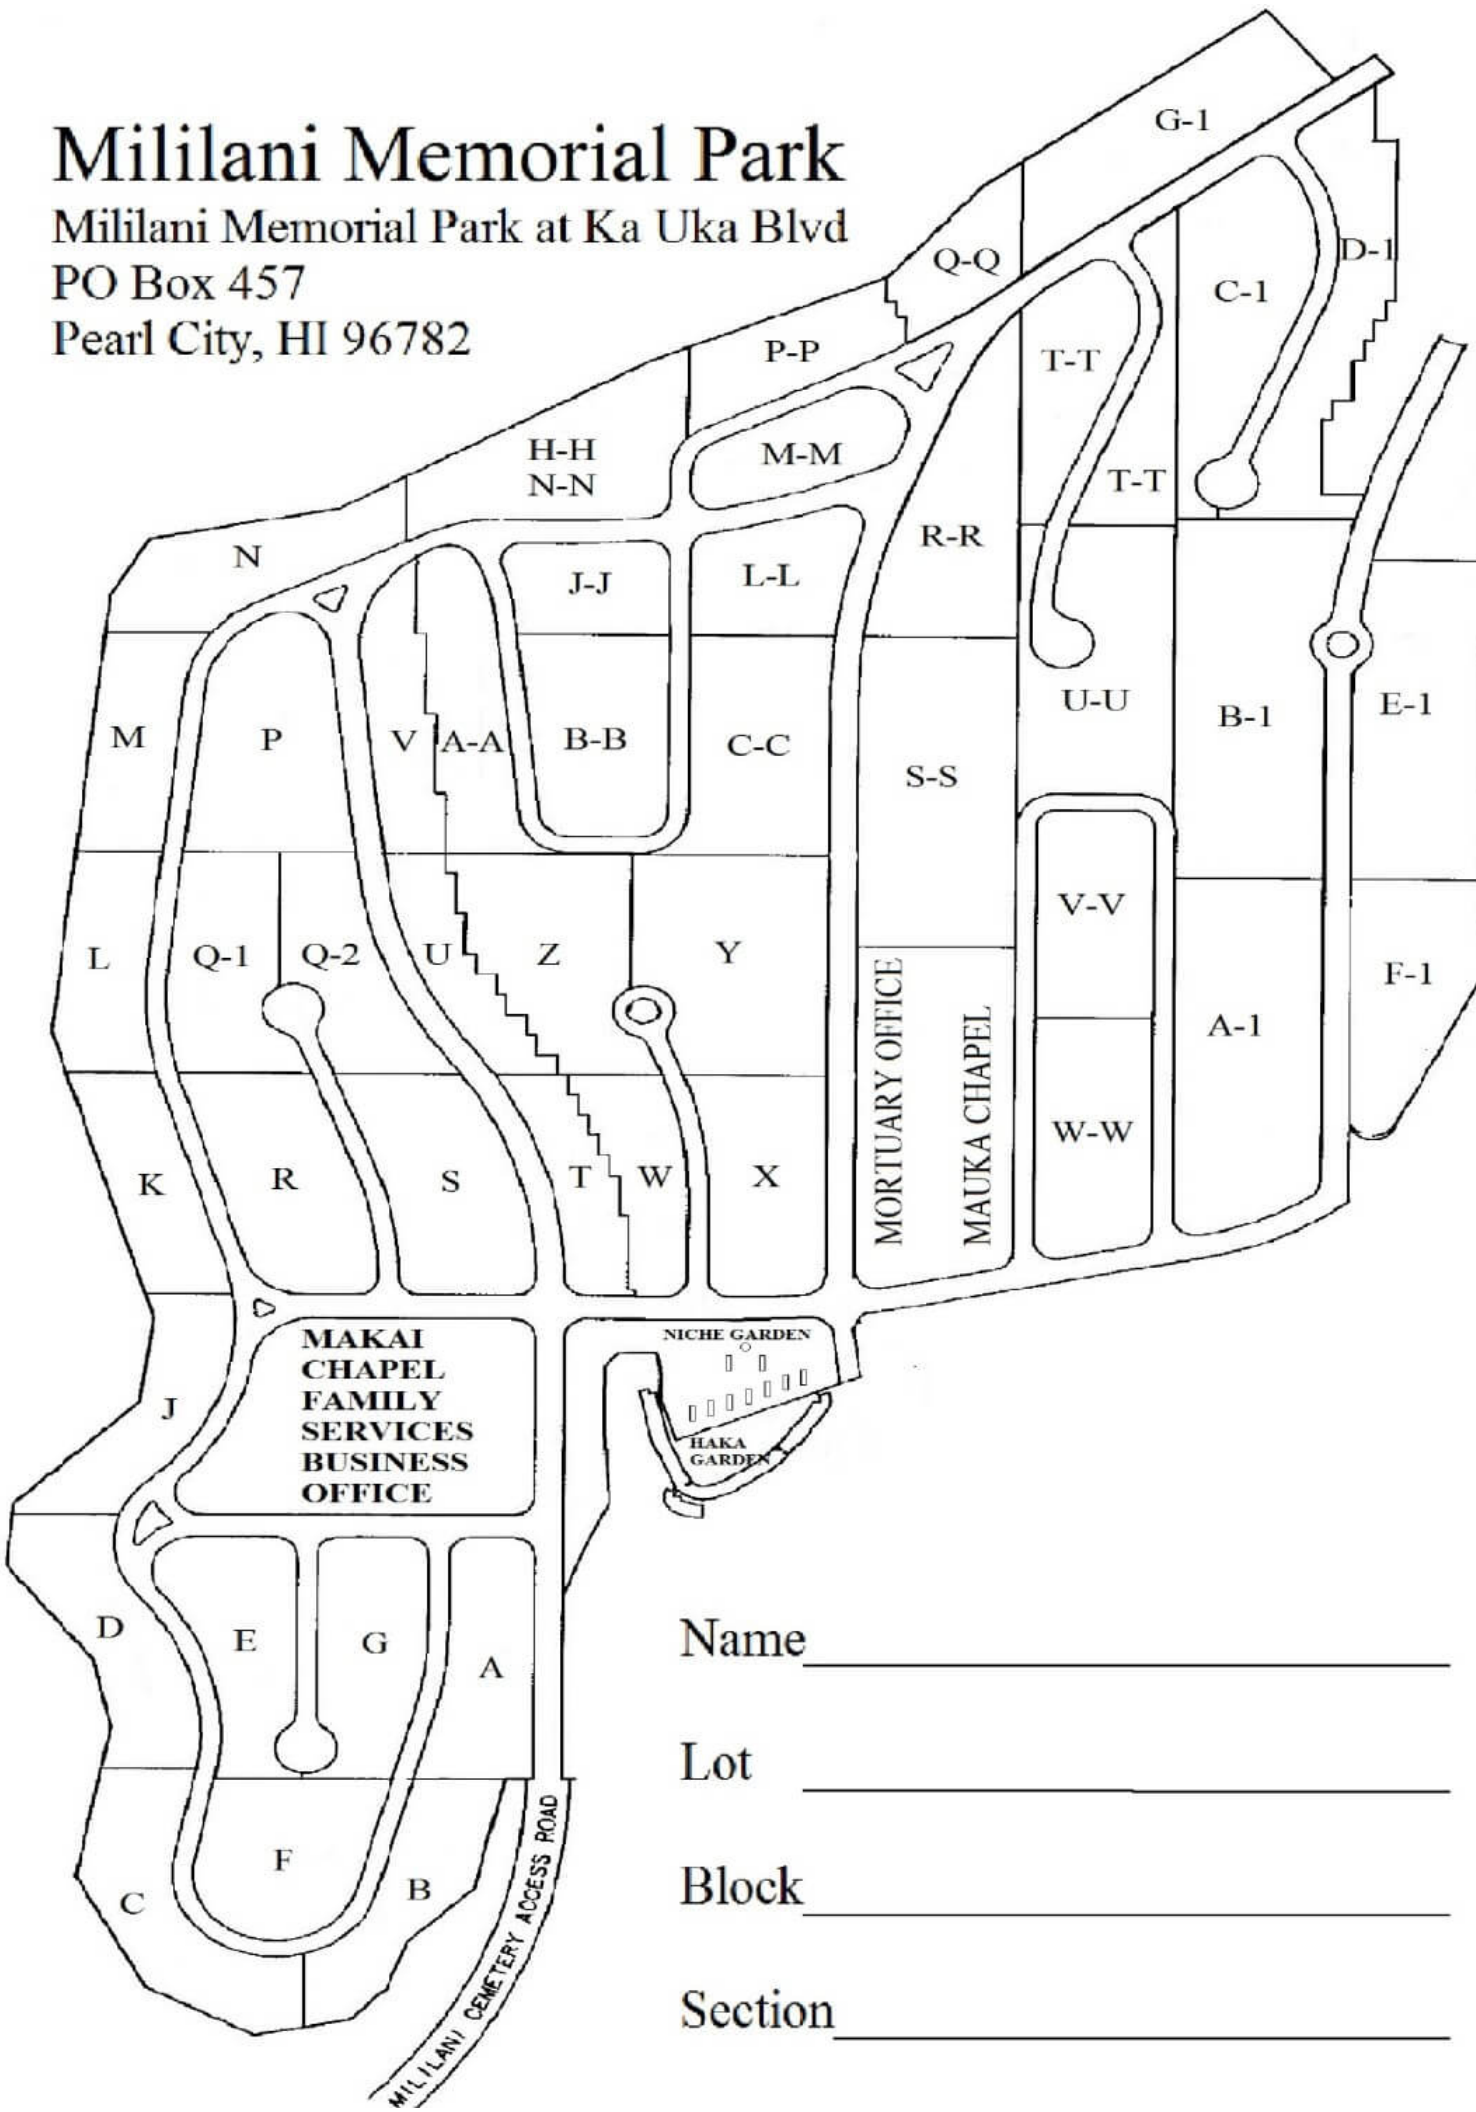 Mililani Memorial Park
Mililani Memorial Park at Ka Uka Blvd
PO Box 457
Pearl City, HI 96782
G-1
Q-Q
D-1
C-1
P-P
T-T
H-H
N-N
M-M
T-T
R-R
N
J-J
L-L
M
P
V
A-A
B-B
C-C
S-S
U-U
B-1
E-1
V-V
L
Q-1
Q-2
U
Z
Y
F-1
A-1
MORTUARY OFFICE
MAUKA CHAPEL
W-W
K
R
S
T
W
X
MAKAI
CHAPEL
FAMILY
SERVICES
BUSINESS
OFFICE
NICHE GARDEN
HAKA
GARDEN
J
D
E
G
A
F
C
B
MILILANI CEMETERY ACCESS ROAD
Name
Lot
Block
Section